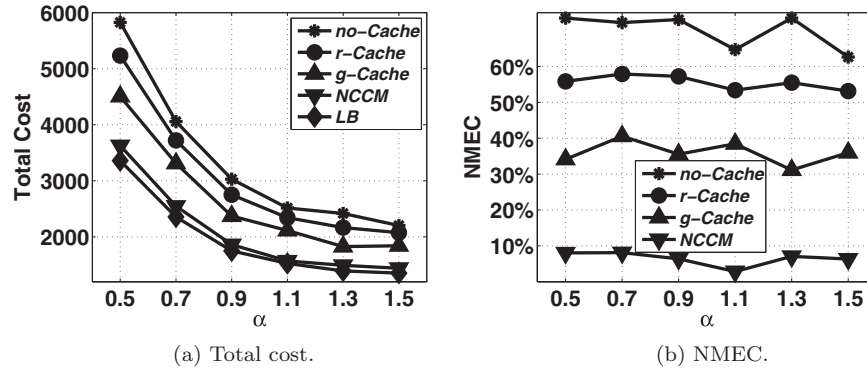 Total Cost
6000
5000
4000
3000
2000
0.5 0.7 0.9 1.1 1.3 1.5
α
no-Cache
r-Cache
g-Cache
NCCM
LB
(a) Total cost.
NMEC
60%
50%
40%
30%
20%
10%
0.5 0.7 0.9 1.1 1.3 1.5
α
no-Cache
r-Cache
g-Cache
NCCM
(b) NMEC.